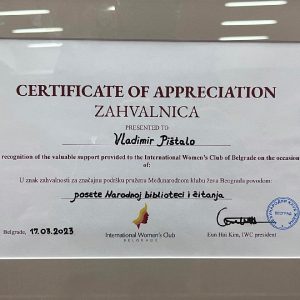 CERTIFICATE OF APPRECIATION
ZAHVALNICA
PRESENTED TO
Vladimir Pištalo
recognition of the valuable support provided to the International Women's Club of Belgrade on the occasion
of:
U znak zahvalnosti za značajnu podršku pruženu Međunarodnom klubu žena Beograda povodom:
posete Narodnoj biblioteci i čitanja
Belgrade, 17.03.2023
International Women's Club
BELGRADE
Eun Hui Kim, IWC president
BEOGRAD